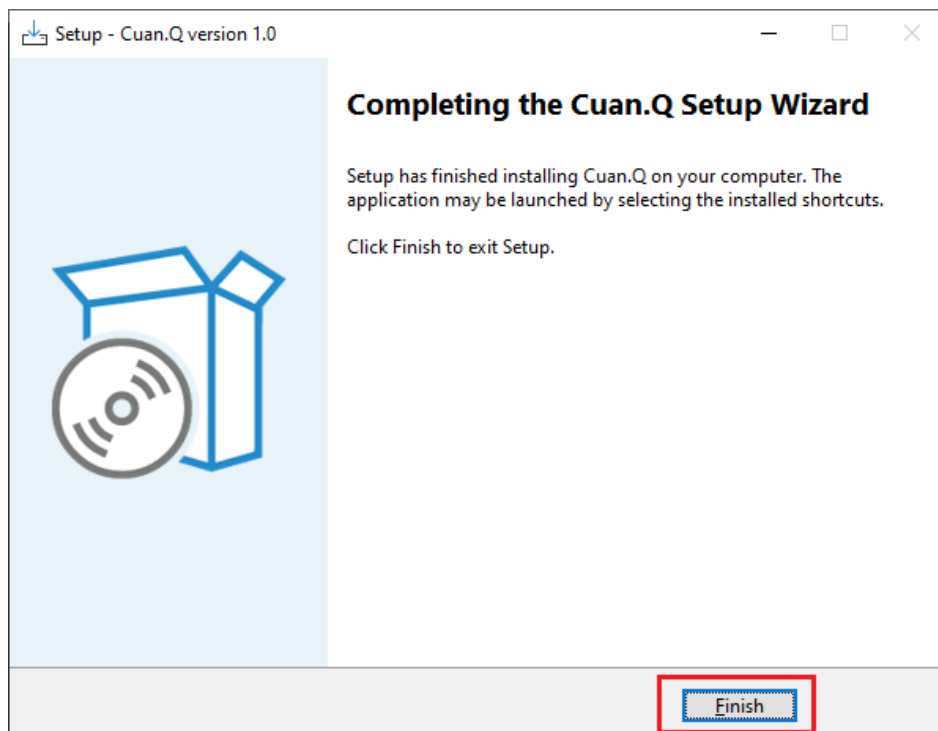 Setup - Cuan.Q version 1.0
Completing the Cuan.Q Setup Wizard
Setup has finished installing Cuan.Q on your computer. The
application may be launched by selecting the installed shortcuts.
Click Finish to exit Setup.
Finish